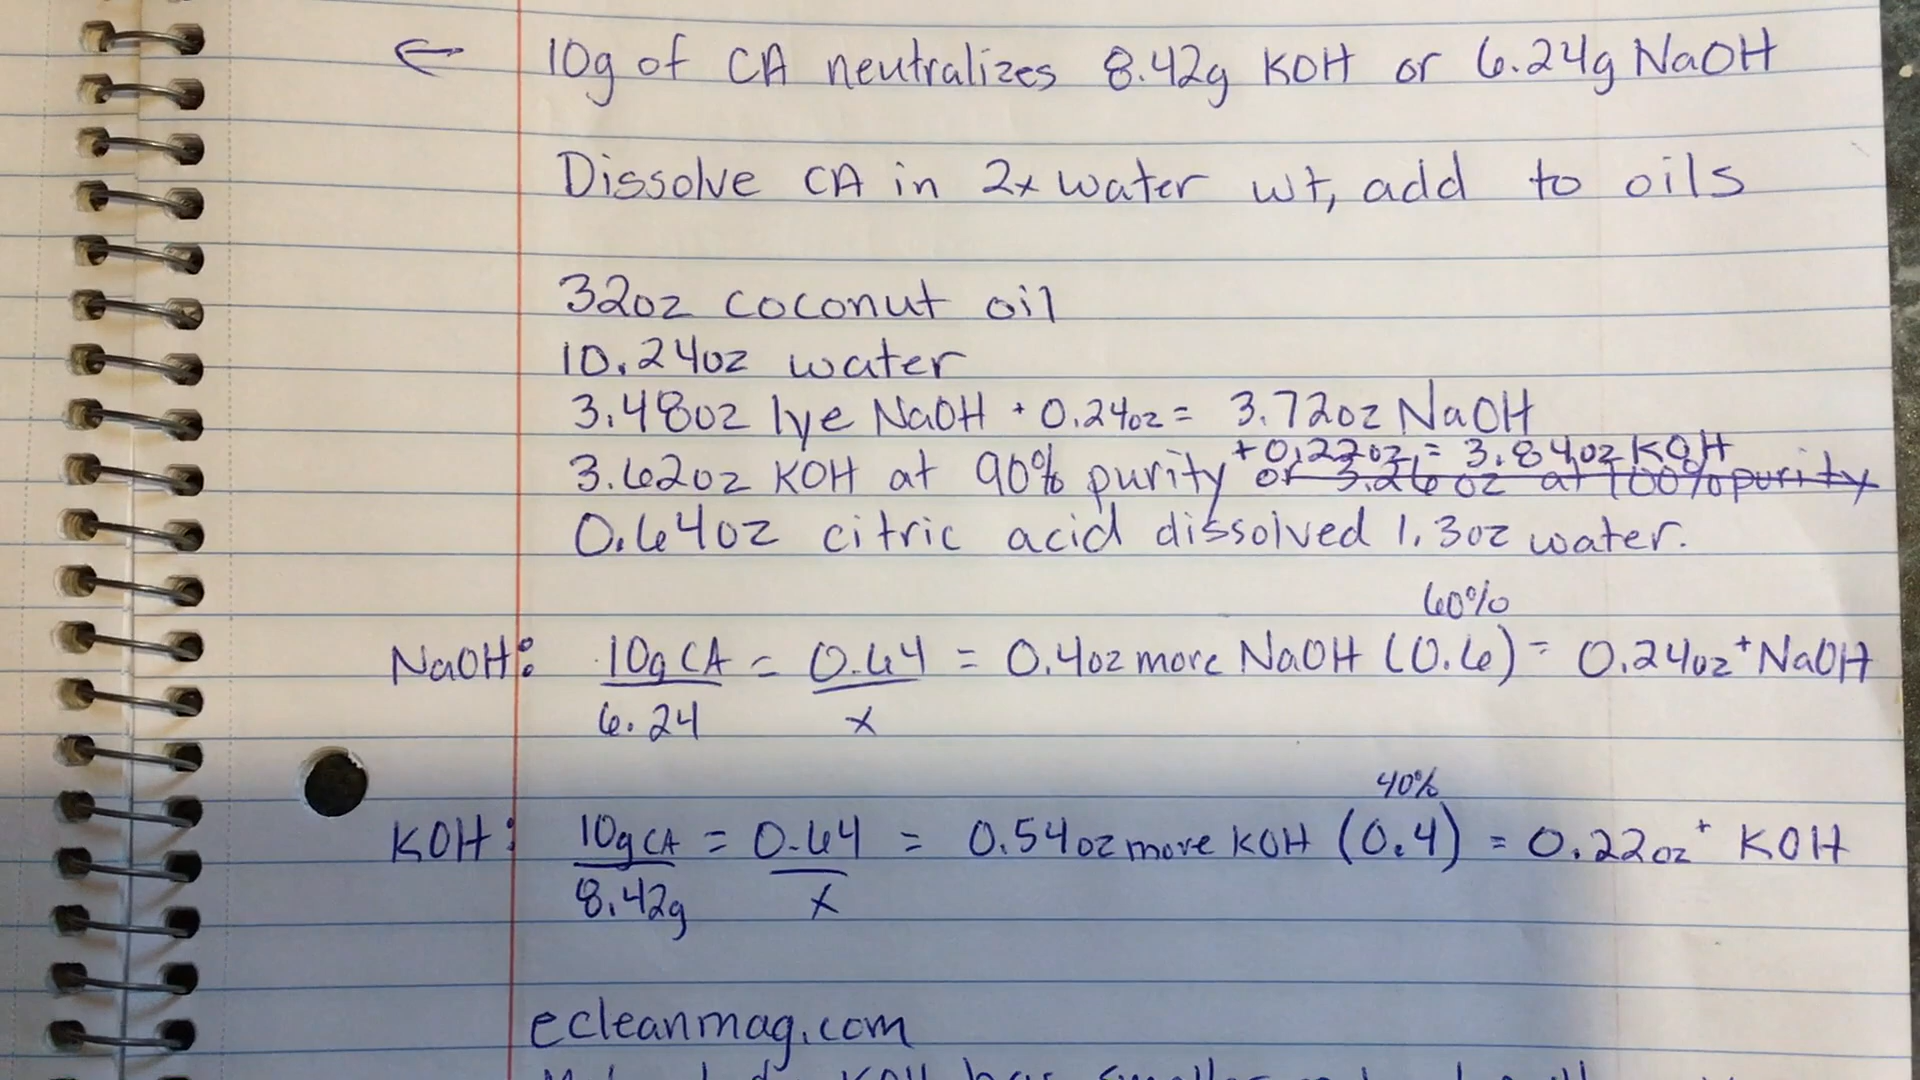 ← 10g of CA neutralizes 8.42g KOH or 6.24g NaOH
Dissolve CA in 2x water wt, add to oils
32oz coconut oil
10.24oz water
3.48oz lye NaOH + 0.24oz = 3.72oz NaOH
+0.22oz = 3.84oz KOH
3.62oz KOH at 90% purity or 3.26 oz at 100% purity
0.64oz citric acid dissolved 1.3oz water.
60%
NaOH: 10g CA = 0.64 = 0.4oz more NaOH (0.6) = 0.24oz + NaOH
6.24 x
40%
KOH: 10g CA = 0.64 = 0.54oz more KOH (0.4) = 0.22oz + KOH
8.42g x
ecleanmag.com
KOH has